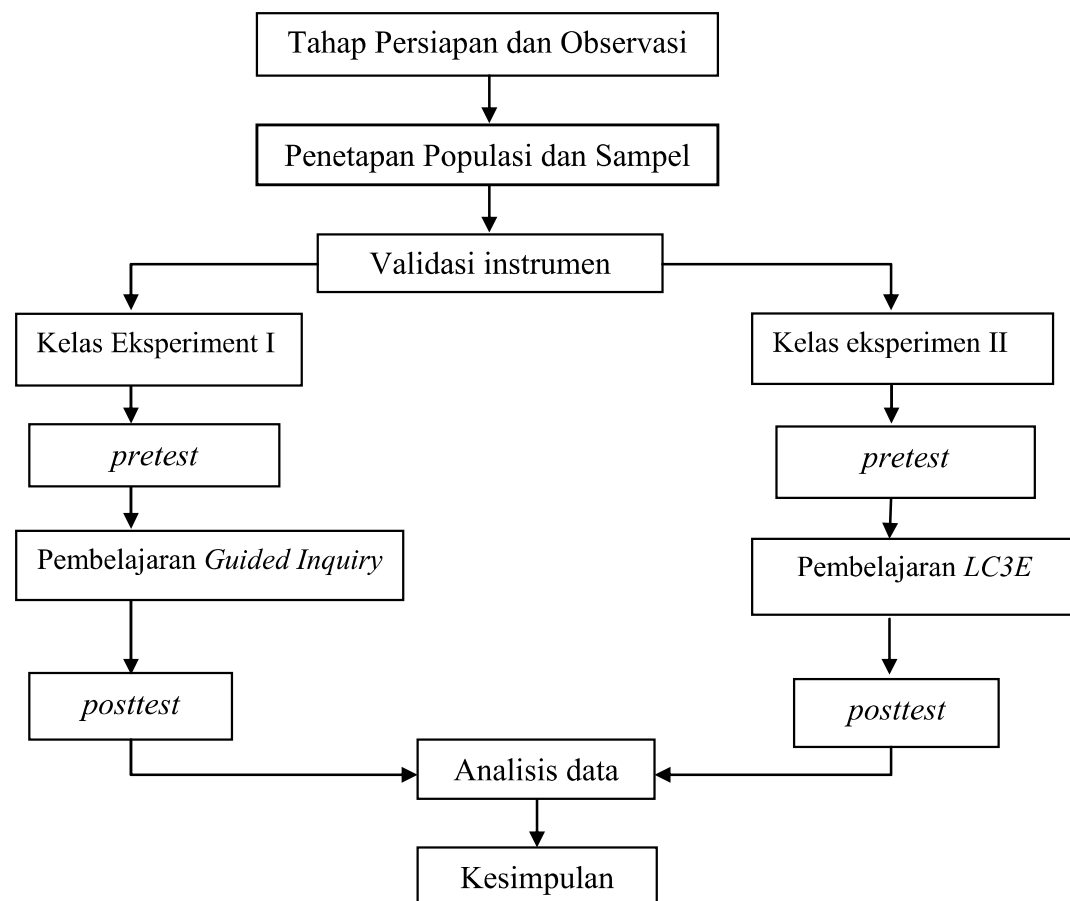 Tahap Persiapan dan Observasi
Penetapan Populasi dan Sampel
Validasi instrumen
Kelas Eksperiment I
Kelas eksperimen II
pretest
pretest
Pembelajaran Guided Inquiry
Pembelajaran LC3E
posttest
posttest
Analisis data
Kesimpulan